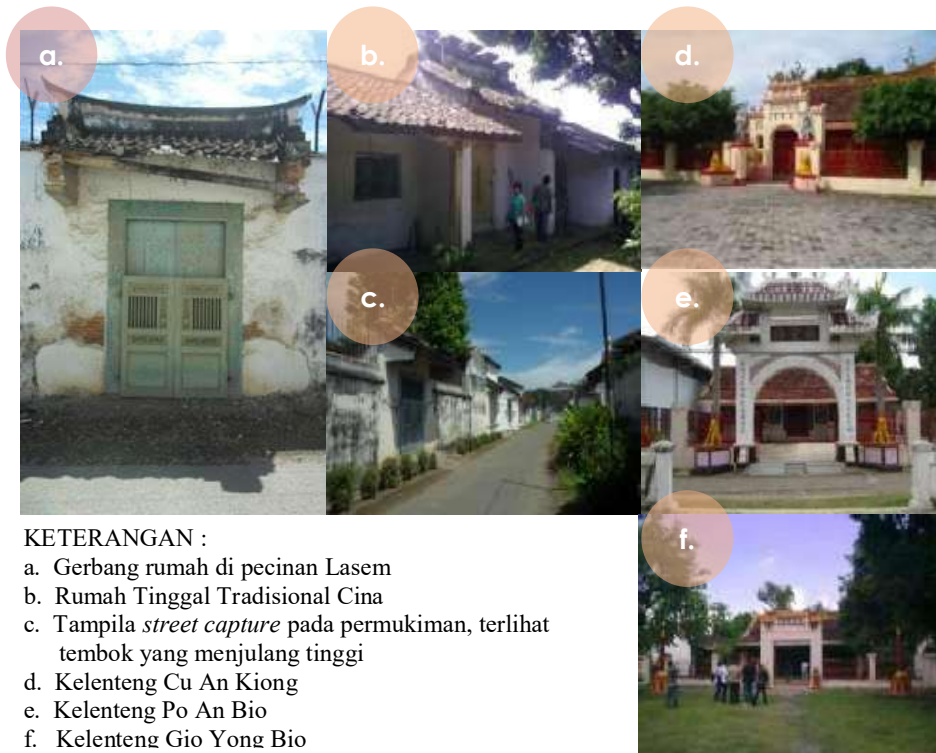 a.
b.
d.
c.
e.
f.
KETERANGAN :
a. Gerbang rumah di pecinan Lasem
b. Rumah Tinggal Tradisional Cina
c. Tampila street capture pada permukiman, terlihat
tembok yang menjulang tinggi
d. Kelenteng Cu An Kiong
e. Kelenteng Po An Bio
f. Kelenteng Gio Yong Bio